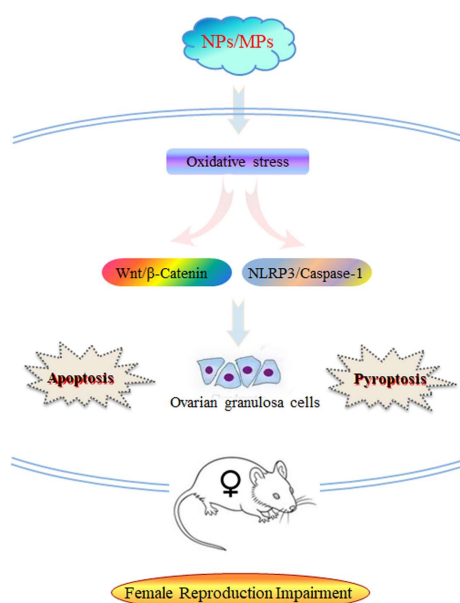 NPs/MPs
Oxidative stress
Wnt/β-Catenin
NLRP3/Caspase-1
Apoptosis
Ovarian granulosa cells
Pyroptosis
♀
Female Reproduction Impairment